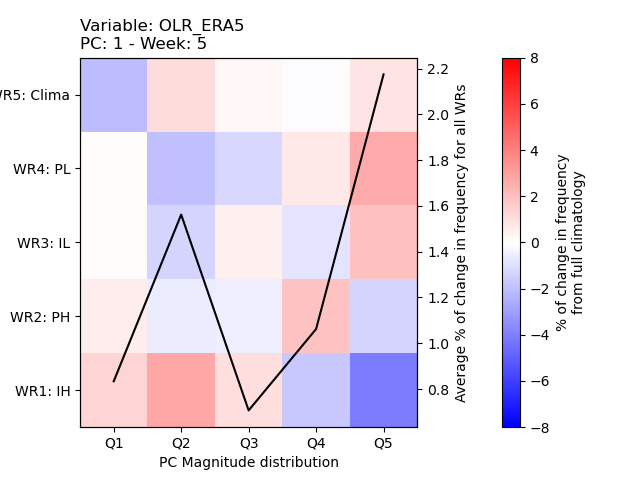 Variable: OLR_ERA5
PC: 1 - Week: 5
WR5: Clima
WR4: PL
WR3: IL
WR2: PH
WR1: IH
Q1 Q2 Q3 Q4 Q5
PC Magnitude distribution
2.2
2.0
1.8
1.6
1.4
1.2
1.0
0.8
Average % of change in frequency for all WRs
8
6
4
2
0
−2
−4
−6
−8
% of change in frequency
from full climatology